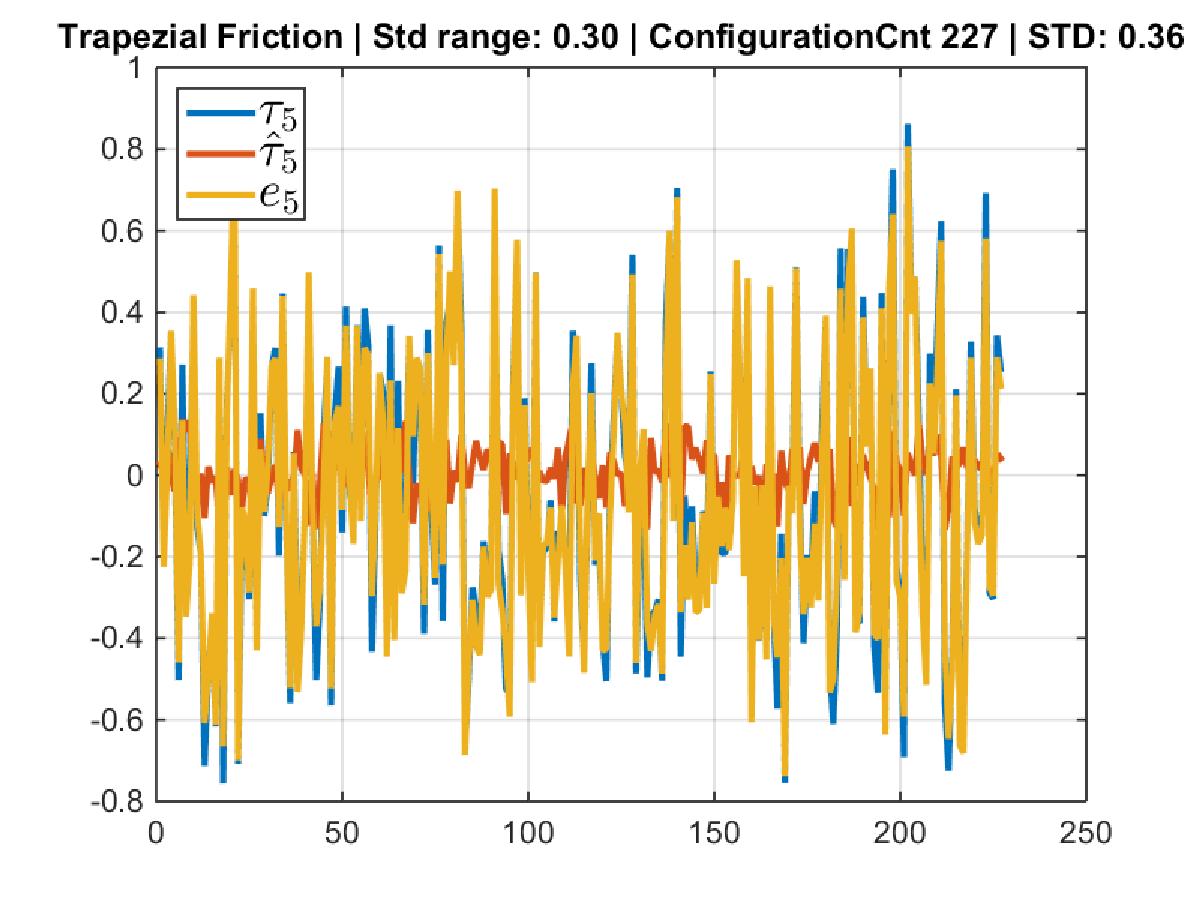 Trapezial Friction | Std range: 0.30 | ConfigurationCnt 227 | STD: 0.36
1
0.8
0.6
0.4
0.2
0
-0.2
-0.4
-0.6
-0.8
τ₅
τ̂₅
e₅
0 50 100 150 200 250